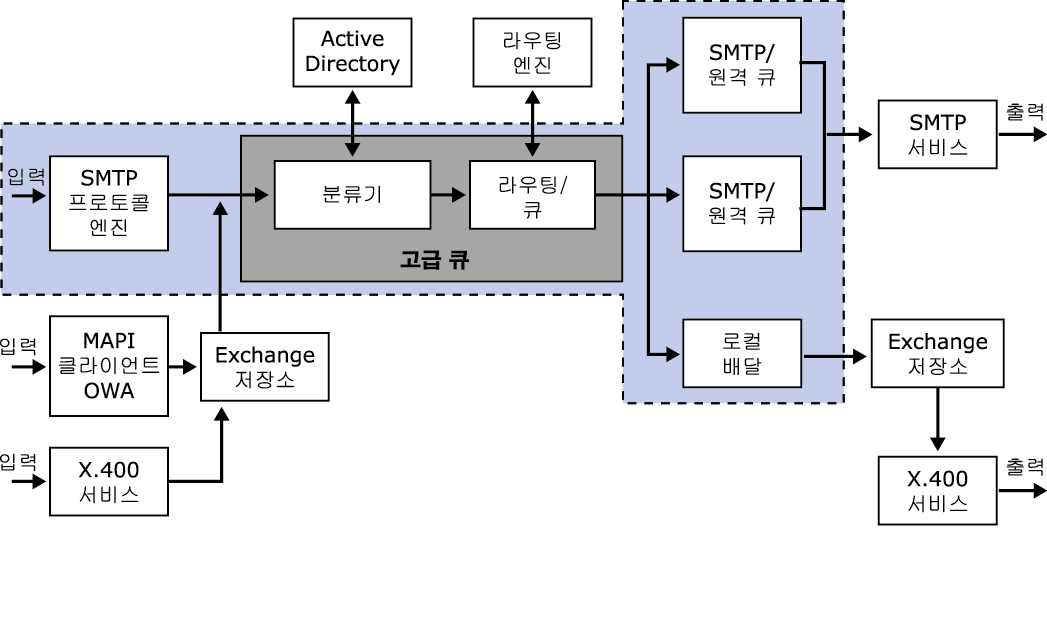 Active
Directory
라우팅
엔진
SMTP/
원격 큐
SMTP
서비스
출력
입력
SMTP
프로토콜
엔진
분류기
라우팅/
큐
SMTP/
원격 큐
고급 큐
입력
MAPI
클라이언트
OWA
Exchange
저장소
로컬
배달
Exchange
저장소
입력
X.400
서비스
X.400
서비스
출력